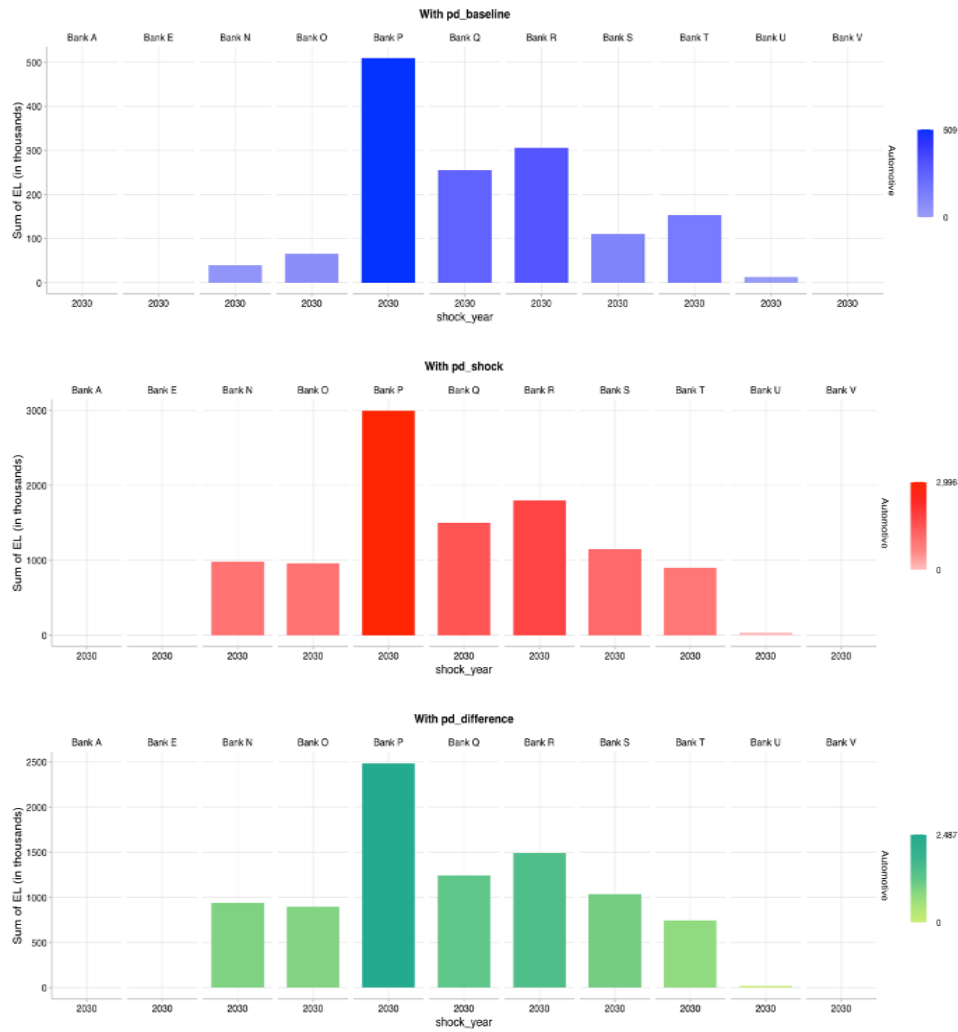 With pd_baseline
Bank A Bank E Bank N Bank O Bank P Bank Q Bank R Bank S Bank T Bank U Bank V
500
400
300
200
100
0
Sum of EL (in thousands)
Automotive
509
0
2030 2030 2030 2030 2030 2030 2030 2030 2030 2030 2030
shock_year
With pd_shock
Bank A Bank E Bank N Bank O Bank P Bank Q Bank R Bank S Bank T Bank U Bank V
3000
2000
1000
0
Sum of EL (in thousands)
Automotive
2,996
0
2030 2030 2030 2030 2030 2030 2030 2030 2030 2030 2030
shock_year
With pd_difference
Bank A Bank E Bank N Bank O Bank P Bank Q Bank R Bank S Bank T Bank U Bank V
2500
2000
1500
1000
500
0
Sum of EL (in thousands)
Automotive
2,487
0
2030 2030 2030 2030 2030 2030 2030 2030 2030 2030 2030
shock_year